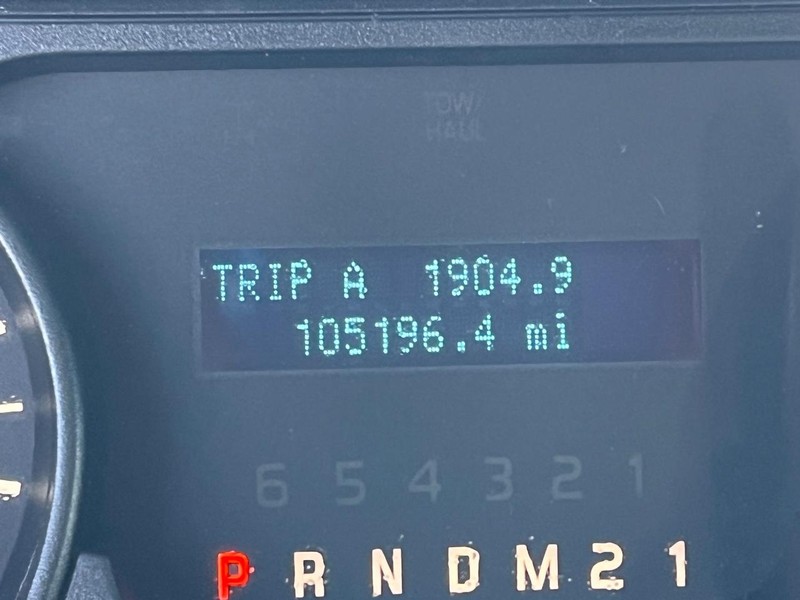 TOW/
HAUL
TRIP A 1904.9
105196.4 mi
6 5 4 3 2 1
P R N D M 2 1